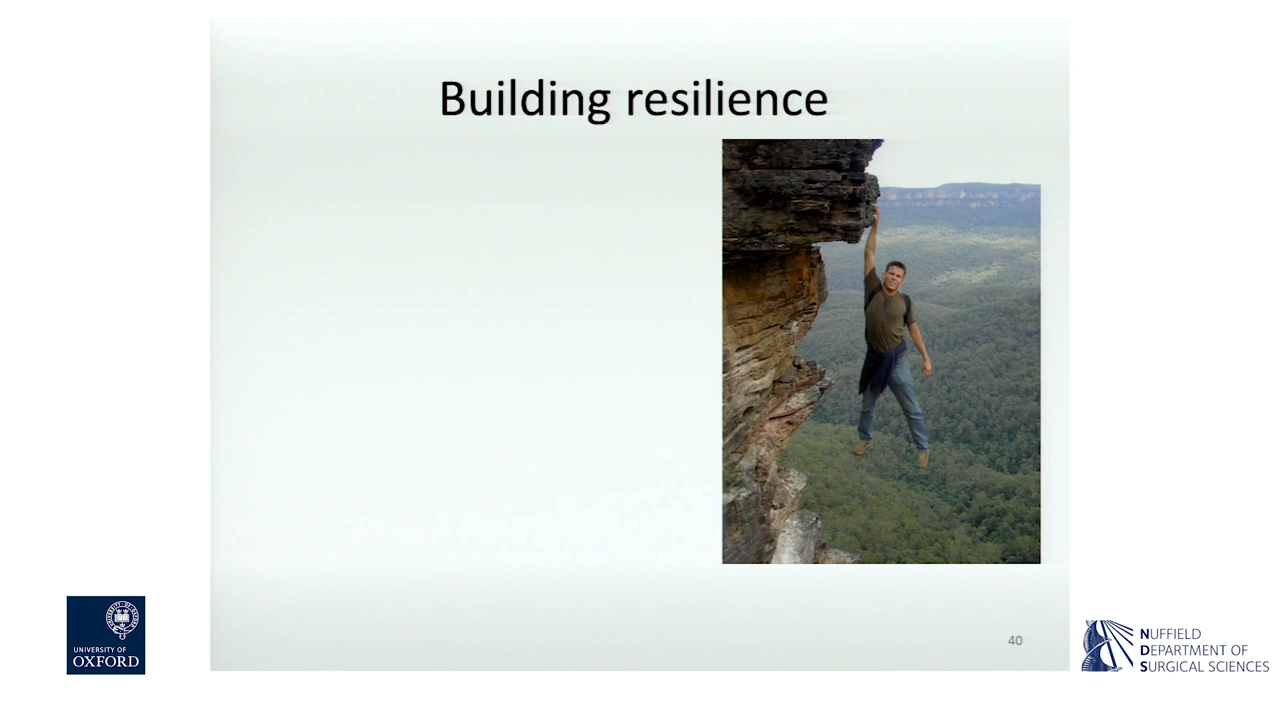 Building resilience
40
UNIVERSITY OF
OXFORD
NUFFIELD
DEPARTMENT OF
SURGICAL SCIENCES